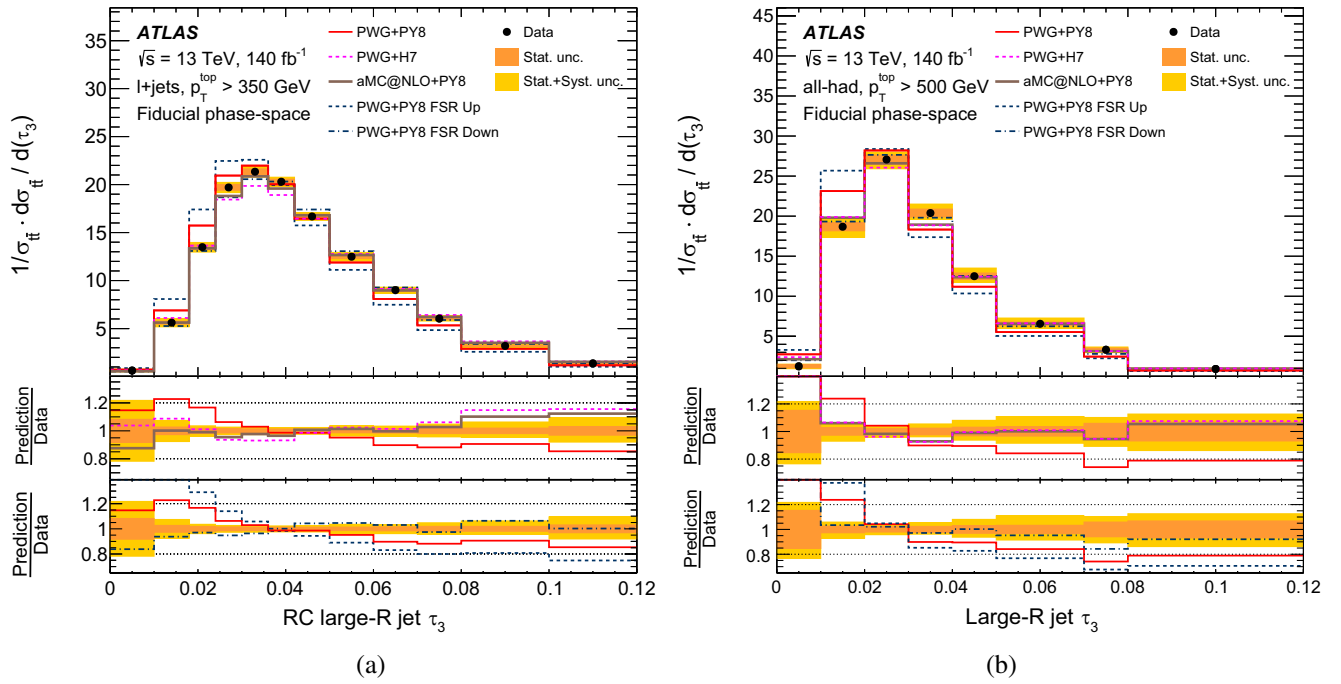 ATLAS
√s = 13 TeV, 140 fb⁻¹
l+jets, p_T^top > 350 GeV
Fiducial phase-space
PWG+PY8
PWG+H7
aMC@NLO+PY8
PWG+PY8 FSR Up
PWG+PY8 FSR Down
Data
Stat. unc.
Stat.+Syst. unc.
1/σ_tt̄ · dσ_tt̄ / d(τ₃)
35
30
25
20
15
10
5
Prediction
Data
1.2
1
0.8
Prediction
Data
1.2
1
0.8
0 0.02 0.04 0.06 0.08 0.1 0.12
RC large-R jet τ₃
(a)
ATLAS
√s = 13 TeV, 140 fb⁻¹
all-had, p_T^top > 500 GeV
Fiducial phase-space
PWG+PY8
PWG+H7
aMC@NLO+PY8
PWG+PY8 FSR Up
PWG+PY8 FSR Down
Data
Stat. unc.
Stat.+Syst. unc.
1/σ_tt̄ · dσ_tt̄ / d(τ₃)
45
40
35
30
25
20
15
10
5
Prediction
Data
1.2
1
0.8
Prediction
Data
1.2
1
0.8
0 0.02 0.04 0.06 0.08 0.1 0.12
Large-R jet τ₃
(b)